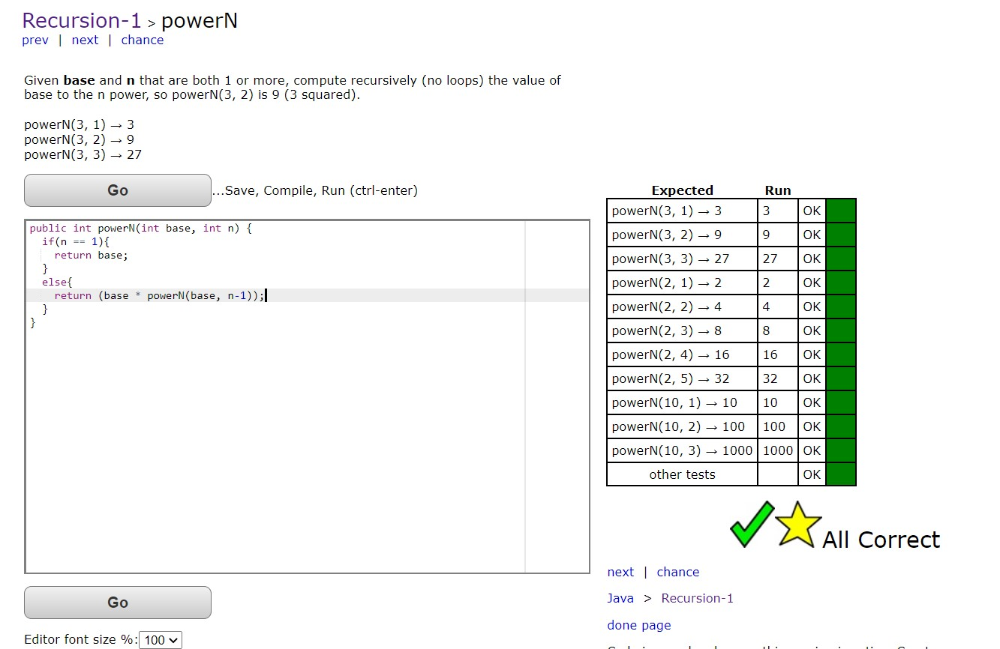 Recursion-1 > powerN
prev | next | chance
Given base and n that are both 1 or more, compute recursively (no loops) the value of
base to the n power, so powerN(3, 2) is 9 (3 squared).
powerN(3, 1) → 3
powerN(3, 2) → 9
powerN(3, 3) → 27
Go
...Save, Compile, Run (ctrl-enter)
public int powerN(int base, int n) {
  if(n == 1){
    return base;
  }
  else{
    return (base * powerN(base, n-1));
  }
}
Go
Editor font size %: 100
Expected Run
powerN(3, 1) → 3 3 OK
powerN(3, 2) → 9 9 OK
powerN(3, 3) → 27 27 OK
powerN(2, 1) → 2 2 OK
powerN(2, 2) → 4 4 OK
powerN(2, 3) → 8 8 OK
powerN(2, 4) → 16 16 OK
powerN(2, 5) → 32 32 OK
powerN(10, 1) → 10 10 OK
powerN(10, 2) → 100 100 OK
powerN(10, 3) → 1000 1000 OK
other tests OK
All Correct
next | chance
Java > Recursion-1
done page